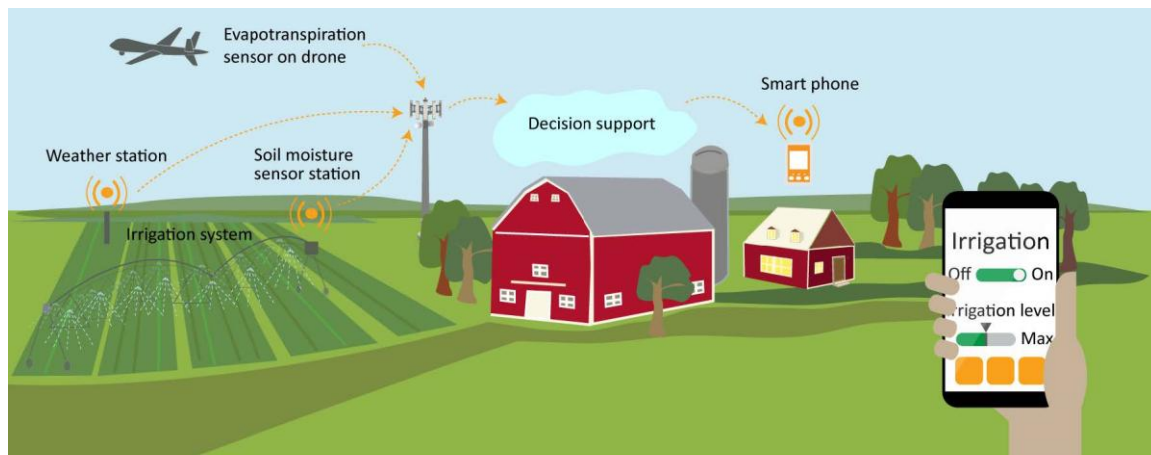 Evapotranspiration
sensor on drone
Smart phone
Decision support
Weather station
Soil moisture
sensor station
Irrigation system
Irrigation
Off On
rrigation level
Max